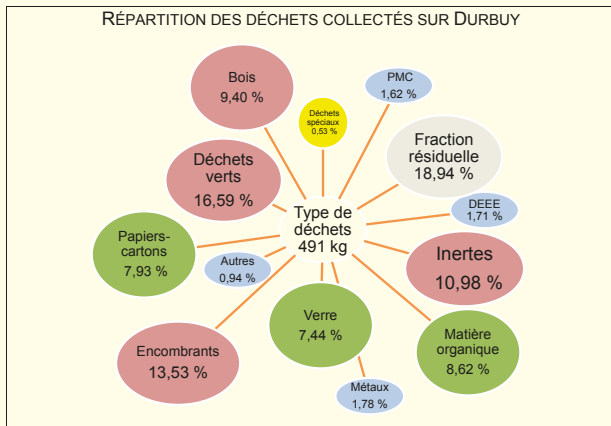 RÉPARTITION DES DÉCHETS COLLECTÉS SUR DURBUY
Bois
9,40 %
PMC
1,62 %
Déchets
spéciaux
0,53 %
Fraction
résiduelle
18,94 %
Déchets
verts
16,59 %
DEEE
1,71 %
Type de
déchets
491 kg
Papiers-
cartons
7,93 %
Autres
0,94 %
Inertes
10,98 %
Verre
7,44 %
Matière
organique
8,62 %
Encombrants
13,53 %
Métaux
1,78 %